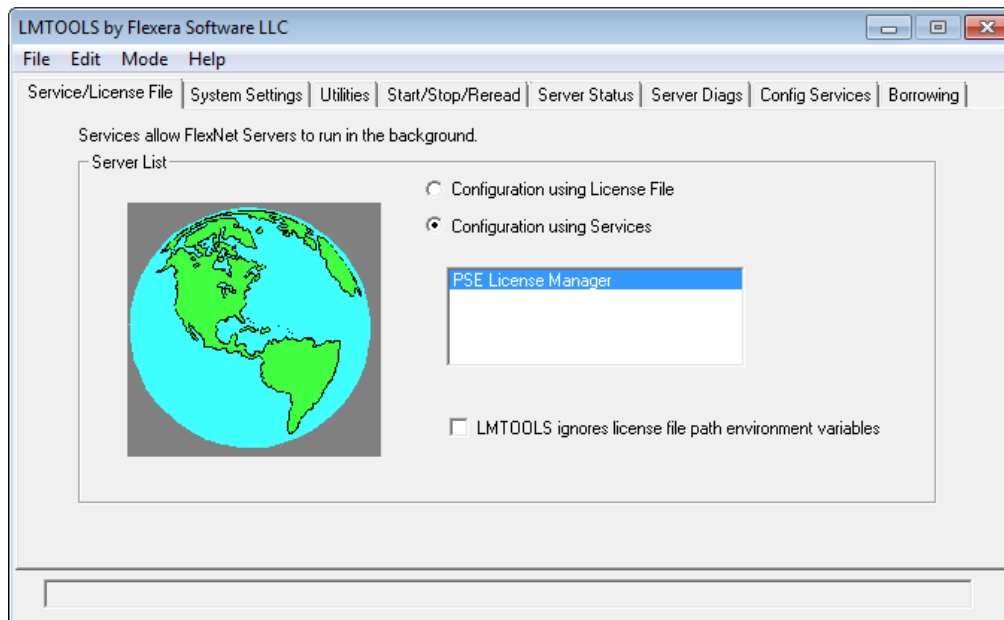 LMTOOLS by Flexera Software LLC
File Edit Mode Help
Service/License File System Settings Utilities Start/Stop/Reread Server Status Server Diags Config Services Borrowing
Services allow FlexNet Servers to run in the background.
Server List
Configuration using License File
Configuration using Services
PSE License Manager
LMTOOLS ignores license file path environment variables